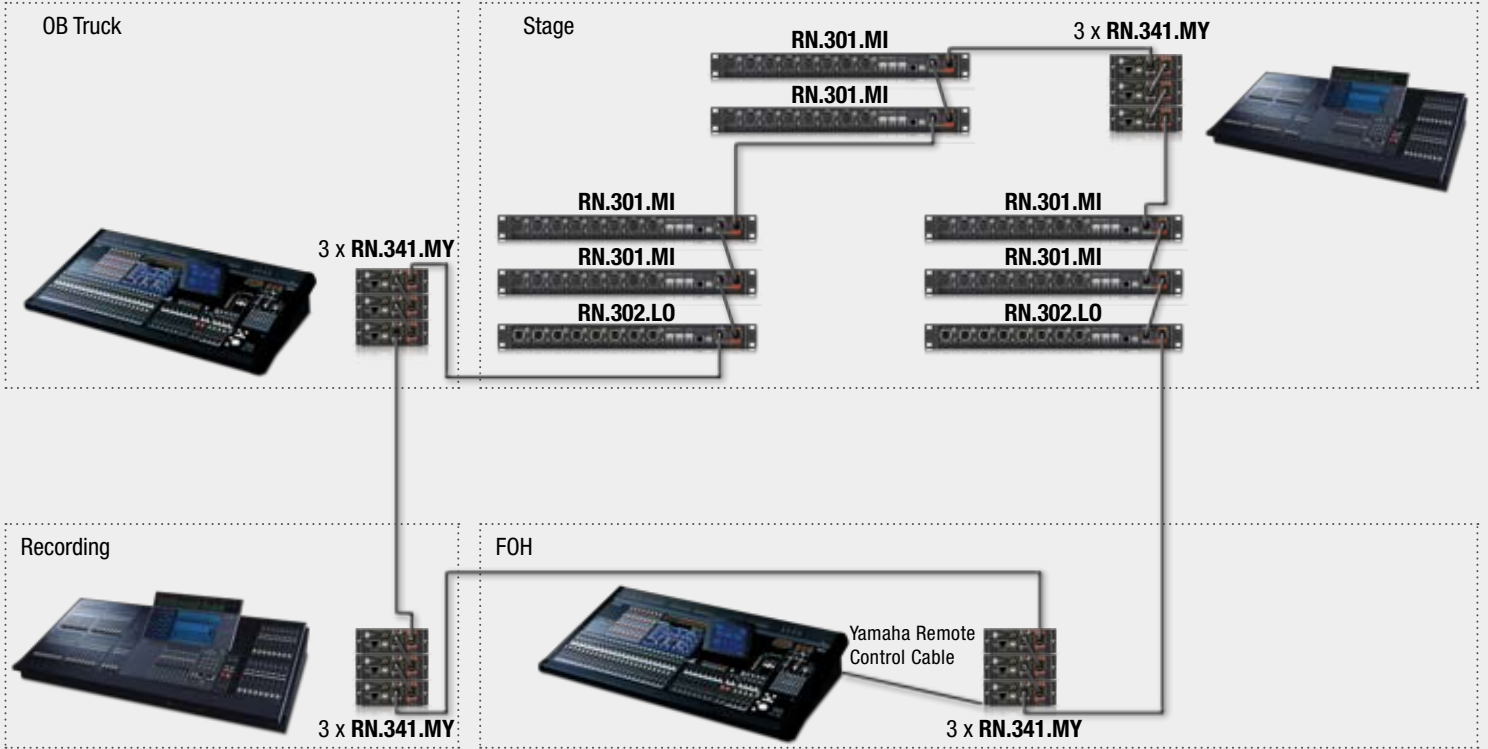 OB Truck
3 x RN.341.MY
Stage
RN.301.MI
RN.301.MI
3 x RN.341.MY
RN.301.MI
RN.301.MI
RN.302.LO
RN.301.MI
RN.301.MI
RN.302.LO
Recording
3 x RN.341.MY
FOH
Yamaha Remote
Control Cable
3 x RN.341.MY